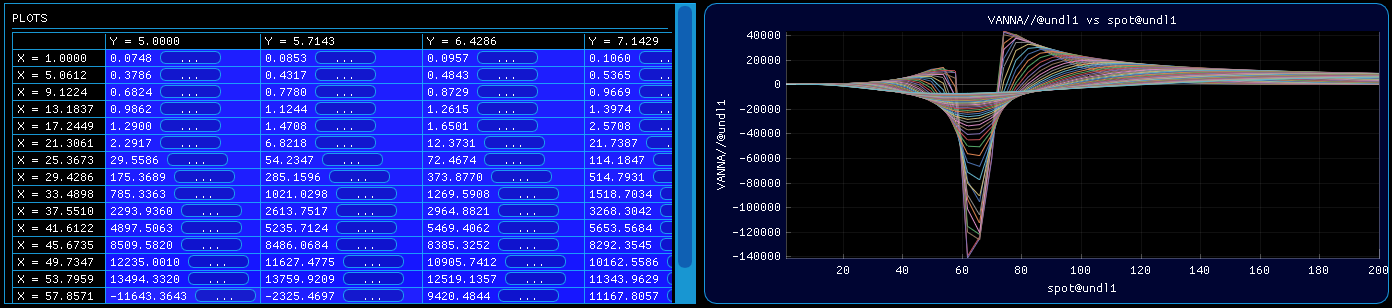 PLOTS
Y = 5.0000 Y = 5.7143 Y = 6.4286 Y = 7.1429
X = 1.0000 0.0748 ... 0.0853 ... 0.0957 ... 0.1060 ..
X = 5.0612 0.3786 ... 0.4317 ... 0.4843 ... 0.5365 ..
X = 9.1224 0.6824 ... 0.7780 ... 0.8729 ... 0.9669 ..
X = 13.1837 0.9862 ... 1.1244 ... 1.2615 ... 1.3974 ..
X = 17.2449 1.2900 ... 1.4708 ... 1.6501 ... 2.5708 ..
X = 21.3061 2.2917 ... 6.8218 ... 12.3731 ... 21.7387 .
X = 25.3673 29.5586 ... 54.2347 ... 72.4674 ... 114.1847
X = 29.4286 175.3689 ... 285.1596 ... 373.8770 ... 514.7931
X = 33.4898 785.3363 ... 1021.0298 ... 1269.5908 ... 1518.7034
X = 37.5510 2293.9360 ... 2613.7517 ... 2964.8821 ... 3268.3042
X = 41.6122 4897.5063 ... 5235.7124 ... 5469.4062 ... 5653.5684
X = 45.6735 8509.5820 ... 8486.0684 ... 8385.3252 ... 8292.3545
X = 49.7347 12235.0010 ... 11627.4775 ... 10905.7412 ... 10162.5586
X = 53.7959 13494.3320 ... 13759.9209 ... 12519.1357 ... 11343.9629
X = 57.8571 -11643.3643 ... -2325.4697 ... 9420.4844 ... 11167.8057
VANNA//@undl1 vs spot@undl1
VANNA//@undl1
40000
20000
0
-20000
-40000
-60000
-80000
-100000
-120000
-140000
20 40 60 80 100 120 140 160 180 200
spot@undl1